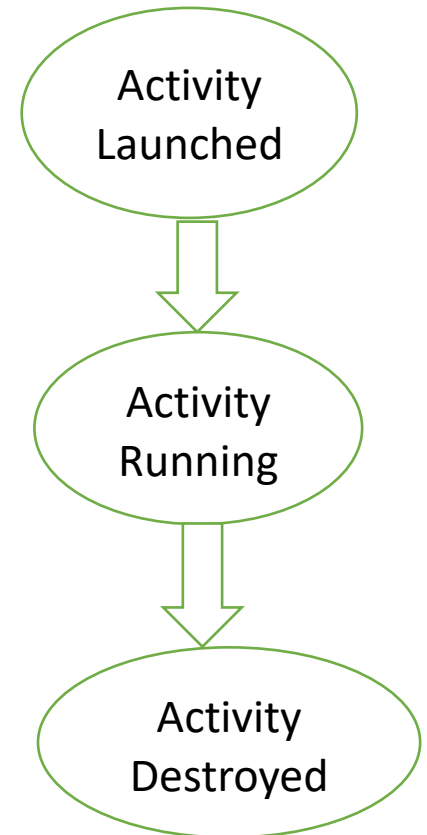 Activity
Launched
Activity
Running
Activity
Destroyed